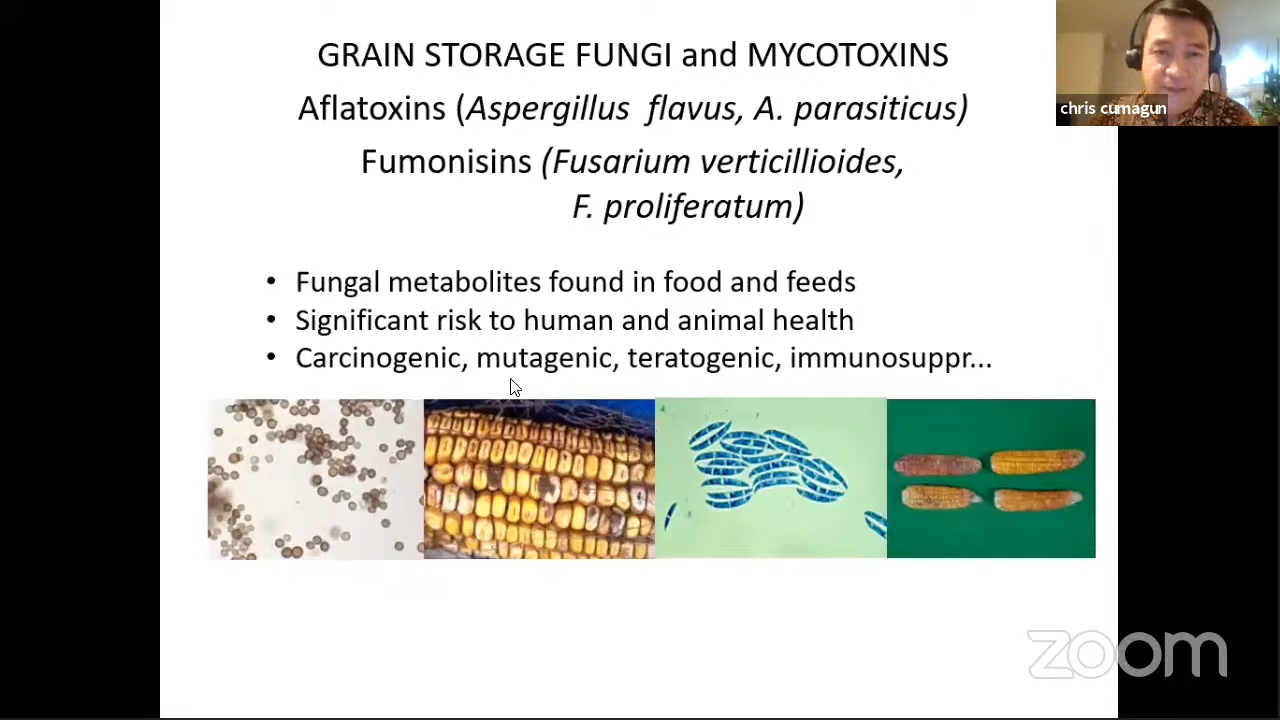 GRAIN STORAGE FUNGI and MYCOTOXINS
Aflatoxins (Aspergillus flavus, A. parasiticus)
Fumonisins (Fusarium verticillioides,
F. proliferatum)
• Fungal metabolites found in food and feeds
• Significant risk to human and animal health
• Carcinogenic, mutagenic, teratogenic, immunosuppr...
chris cumagun
zoom